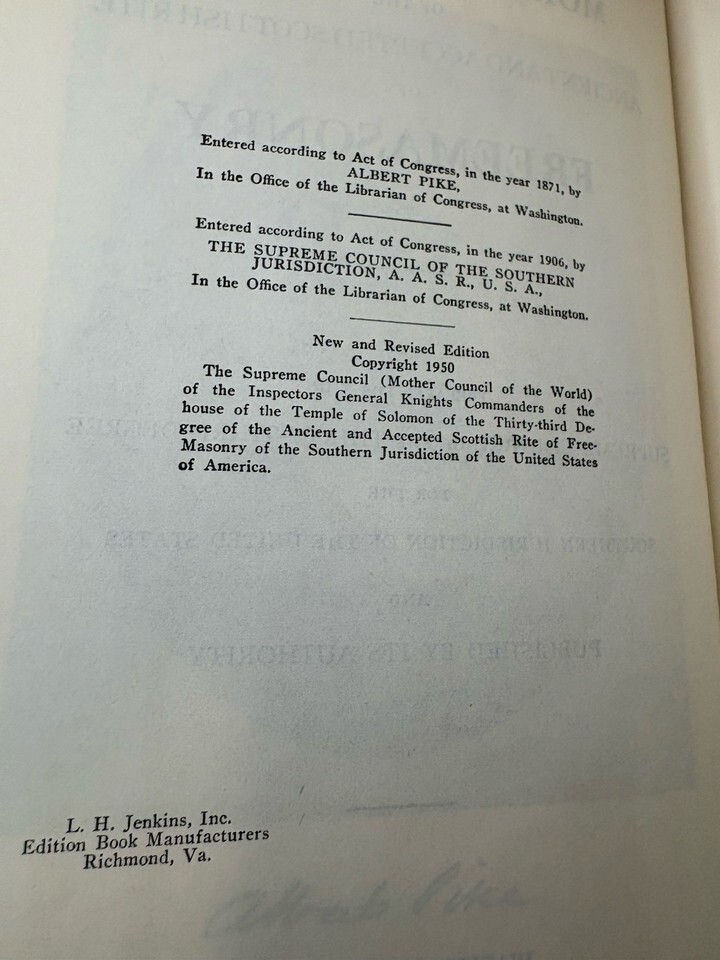 Entered according to Act of Congress, in the year 1871, by
ALBERT PIKE,
In the Office of the Librarian of Congress, at Washington.
Entered according to Act of Congress, in the year 1906, by
THE SUPREME COUNCIL OF THE SOUTHERN
JURISDICTION, A. A. S. R., U. S. A.,
In the Office of the Librarian of Congress, at Washington.
New and Revised Edition
Copyright 1950
The Supreme Council (Mother Council of the World)
of the Inspectors General Knights Commanders of the
house of the Temple of Solomon of the Thirty-third De-
gree of the Ancient and Accepted Scottish Rite of Free-
Masonry of the Southern Jurisdiction of the United States
of America.
L. H. Jenkins, Inc.
Edition Book Manufacturers
Richmond, Va.